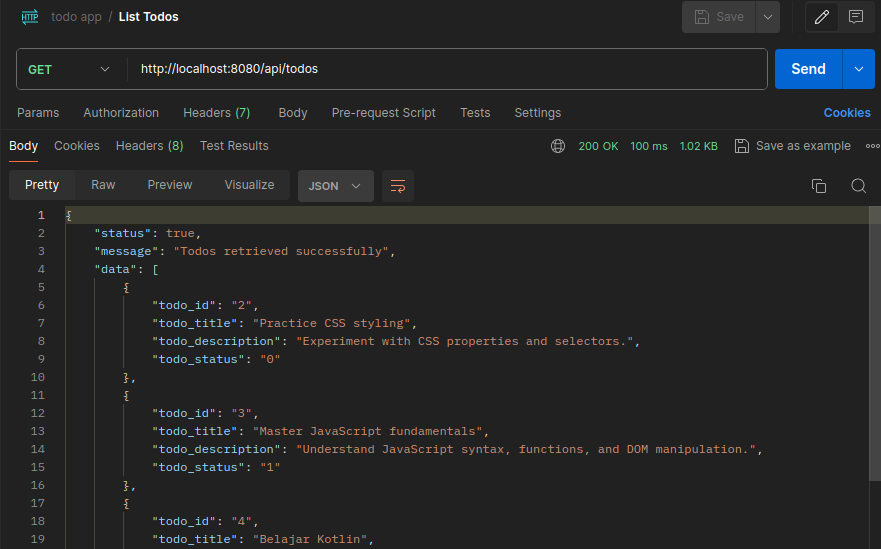 HTTP todo app / List Todos Save
GET http://localhost:8080/api/todos Send
Params Authorization Headers (7) Body Pre-request Script Tests Settings Cookies
Body Cookies Headers (8) Test Results 200 OK 100 ms 1.02 KB Save as example
Pretty Raw Preview Visualize JSON
1 {
2 "status": true,
3 "message": "Todos retrieved successfully",
4 "data": [
5 {
6 "todo_id": "2",
7 "todo_title": "Practice CSS styling",
8 "todo_description": "Experiment with CSS properties and selectors.",
9 "todo_status": "0"
10 },
11 {
12 "todo_id": "3",
13 "todo_title": "Master JavaScript fundamentals",
14 "todo_description": "Understand JavaScript syntax, functions, and DOM manipulation.",
15 "todo_status": "1"
16 },
17 {
18 "todo_id": "4",
19 "todo_title": "Belajar Kotlin",